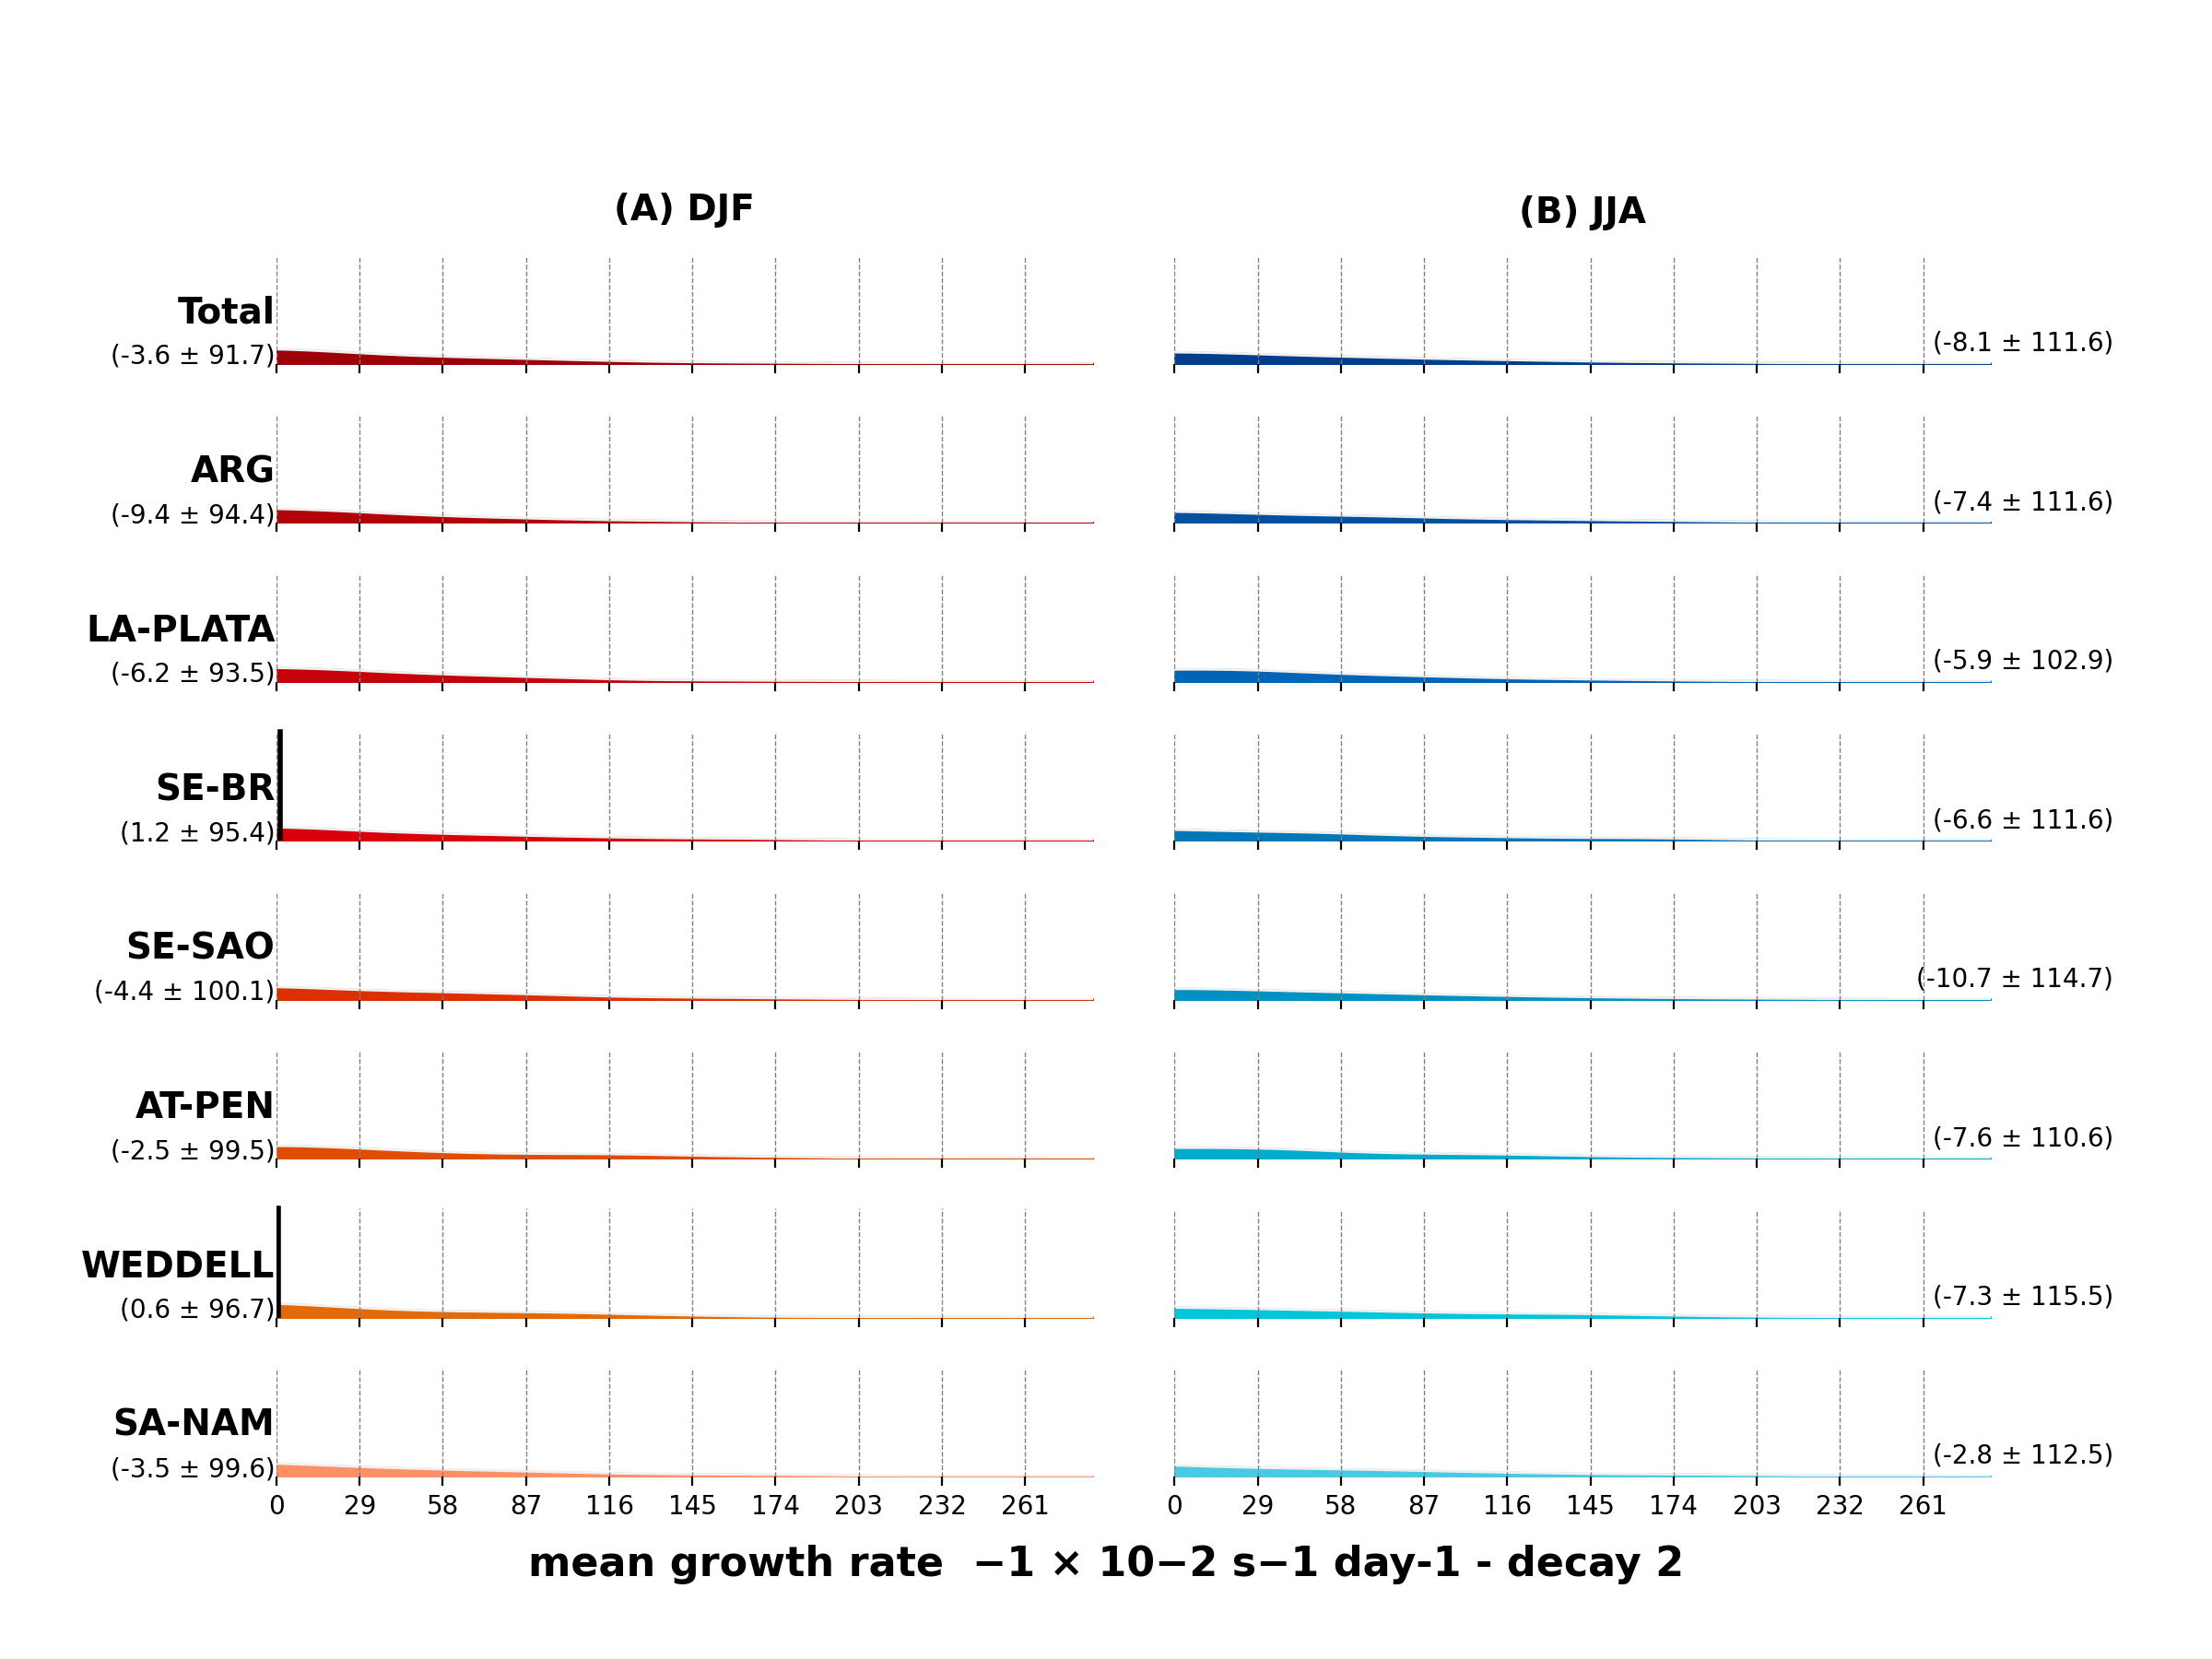 (A) DJF
(B) JJA
Total
(-3.6 ± 91.7)
(-8.1 ± 111.6)
ARG
(-9.4 ± 94.4)
(-7.4 ± 111.6)
LA-PLATA
(-6.2 ± 93.5)
(-5.9 ± 102.9)
SE-BR
(1.2 ± 95.4)
(-6.6 ± 111.6)
SE-SAO
(-4.4 ± 100.1)
(-10.7 ± 114.7)
AT-PEN
(-2.5 ± 99.5)
(-7.6 ± 110.6)
WEDDELL
(0.6 ± 96.7)
(-7.3 ± 115.5)
SA-NAM
(-3.5 ± 99.6)
(-2.8 ± 112.5)
0 29 58 87 116 145 174 203 232 261
0 29 58 87 116 145 174 203 232 261
mean growth rate −1 × 10−2 s−1 day-1 - decay 2